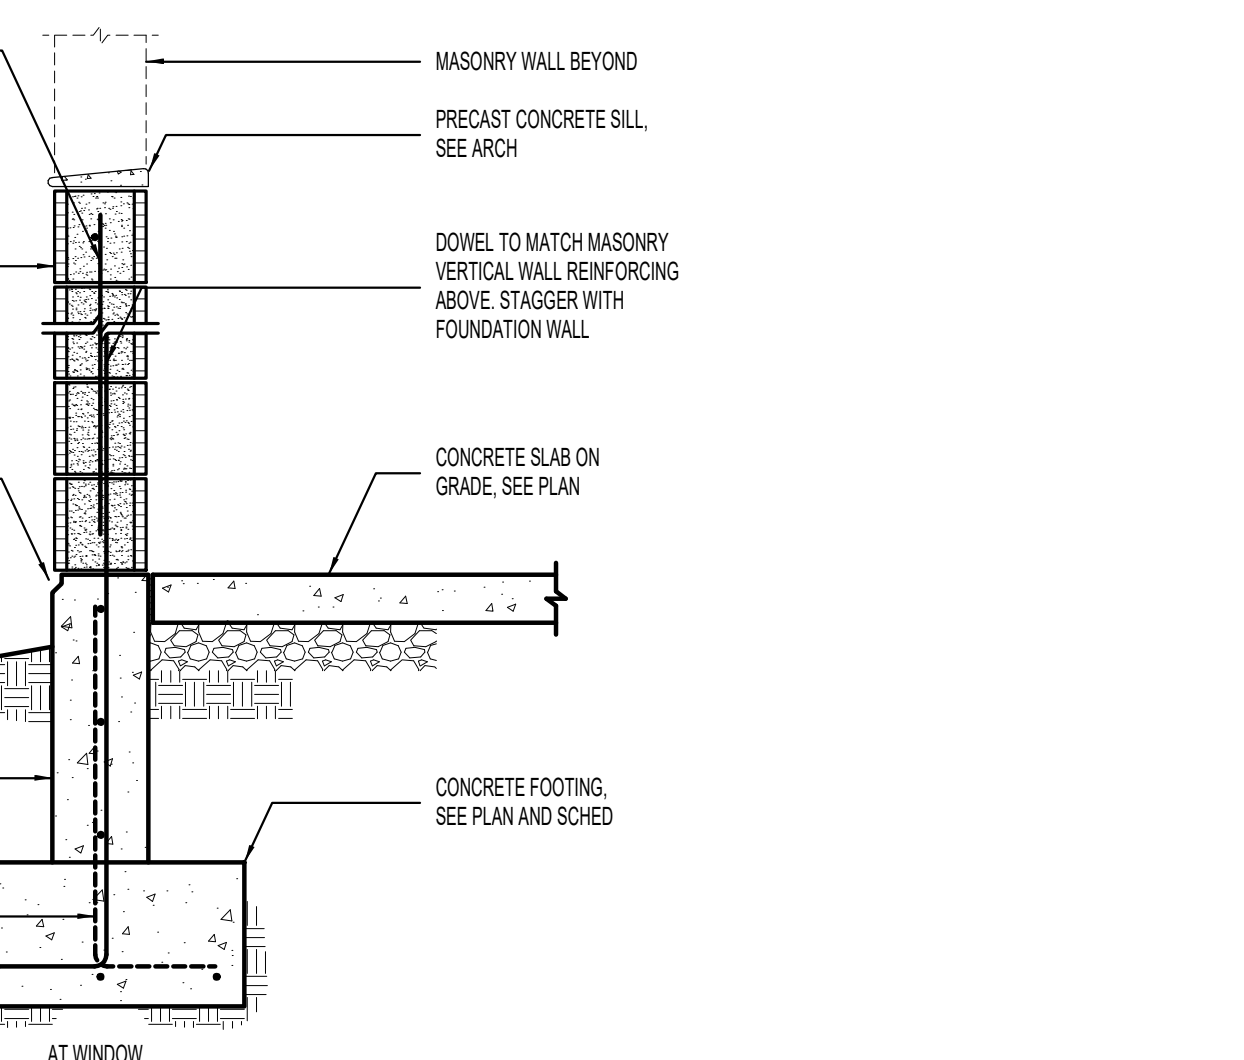 MASONRY WALL BEYOND
PRECAST CONCRETE SILL,
SEE ARCH
DOWEL TO MATCH MASONRY
VERTICAL WALL REINFORCING
ABOVE. STAGGER WITH
FOUNDATION WALL
CONCRETE SLAB ON
GRADE, SEE PLAN
CONCRETE FOOTING,
SEE PLAN AND SCHED
AT WINDOW